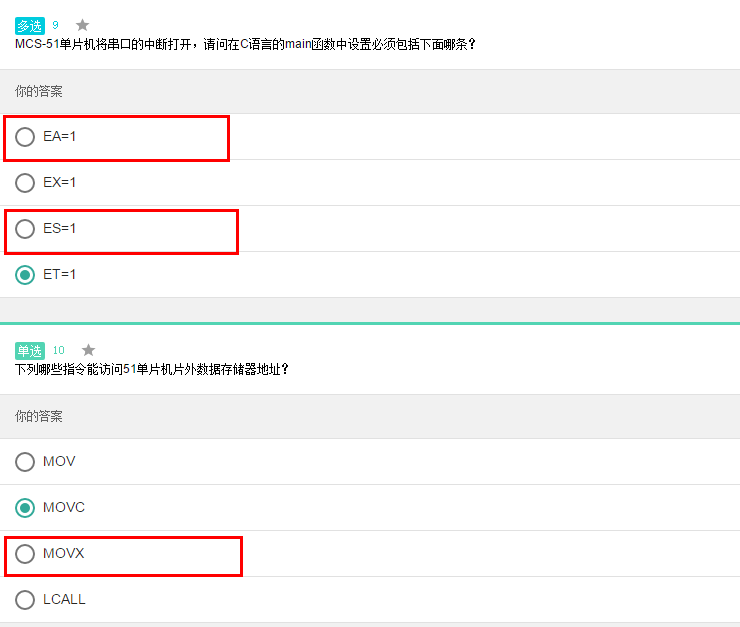 多选 9
MCS-51单片机将串口的中断打开，请问在C语言的main函数中设置必须包括下面哪条？
你的答案
EA=1
EX=1
ES=1
ET=1
单选 10
下列哪些指令能访问51单片机片外数据存储器地址？
你的答案
MOV
MOVC
MOVX
LCALL